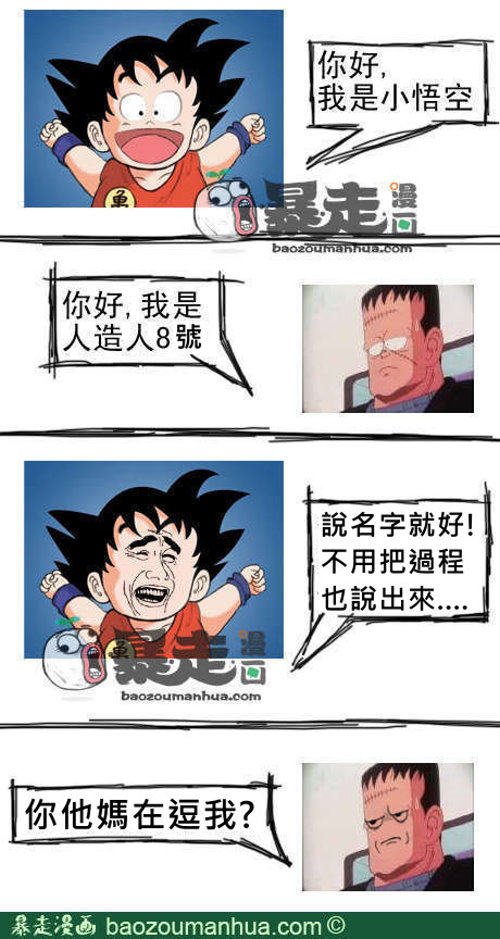 你好,
我是小悟空
勇
暴走漫画
baozoumanhua.com
你好, 我是
人造人8號
說名字就好!
不用把過程
也說出來....
暴走漫画
baozoumanhua.com
你他媽在逗我?
暴走漫画 baozoumanhua.com ©